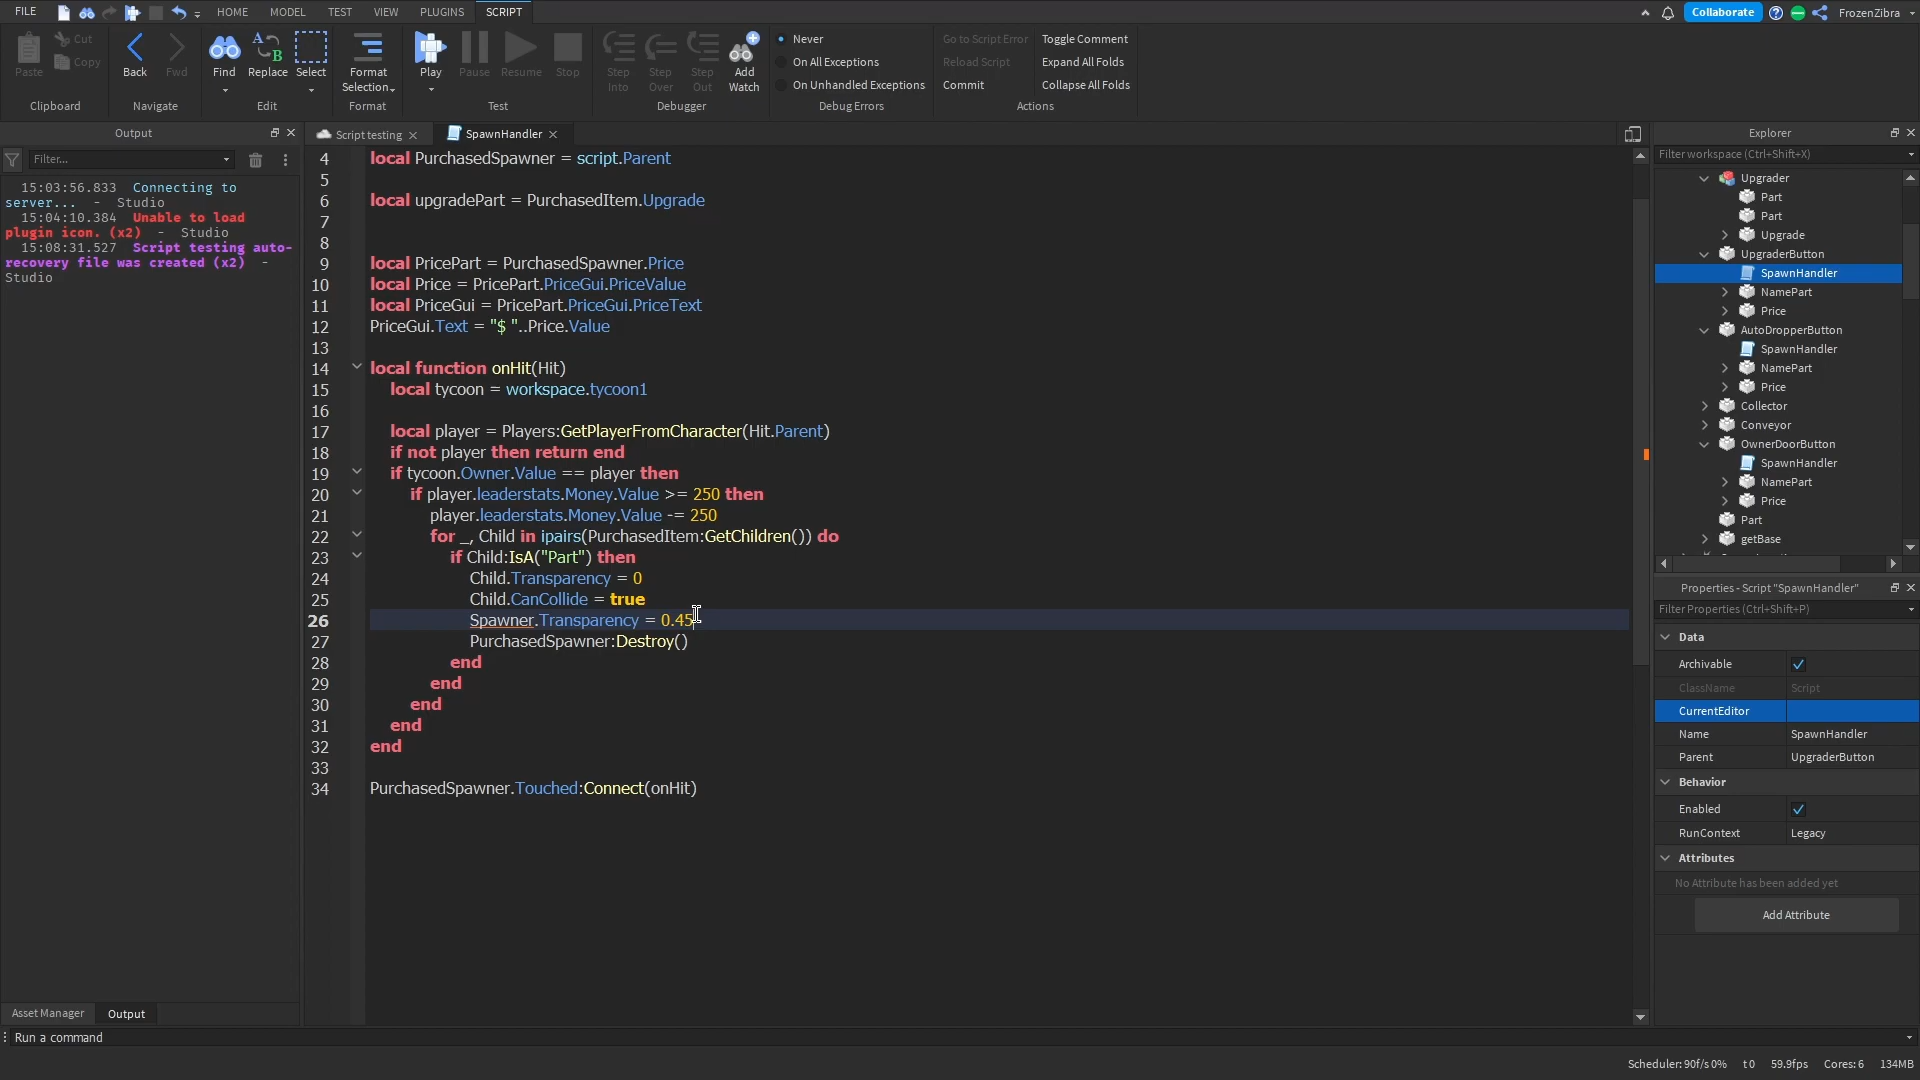 FILE HOME MODEL TEST VIEW PLUGINS SCRIPT Collaborate FrozenZibra
Paste Cut Copy Back Fwd Find Replace Select Format Selection Play Pause Resume Stop Step Into Step Over Step Out Add Watch
Never
On All Exceptions
On Unhandled Exceptions
Go to Script Error
Reload Script
Commit
Toggle Comment
Expand All Folds
Collapse All Folds
Clipboard Navigate Edit Format Test Debugger Debug Errors Actions
Output
Filter...
15:03:56.833 Connecting to
server... - Studio
15:04:10.384 Unable to load
plugin icon. (x2) - Studio
15:08:31.527 Script testing auto-
recovery file was created (x2) -
Studio
Asset Manager Output
Script testing SpawnHandler
4 local PurchasedSpawner = script.Parent
5
6 local upgradePart = PurchasedItem.Upgrade
7
8
9 local PricePart = PurchasedSpawner.Price
10 local Price = PricePart.PriceGui.PriceValue
11 local PriceGui = PricePart.PriceGui.PriceText
12 PriceGui.Text = "$ "..Price.Value
13
14 local function onHit(Hit)
15 local tycoon = workspace.tycoon1
16
17 local player = Players:GetPlayerFromCharacter(Hit.Parent)
18 if not player then return end
19 if tycoon.Owner.Value == player then
20 if player.leaderstats.Money.Value >= 250 then
21 player.leaderstats.Money.Value -= 250
22 for _, Child in ipairs(PurchasedItem:GetChildren()) do
23 if Child:IsA("Part") then
24 Child.Transparency = 0
25 Child.CanCollide = true
26 Spawner.Transparency = 0.45
27 PurchasedSpawner:Destroy()
28 end
29 end
30 end
31 end
32 end
33
34 PurchasedSpawner.Touched:Connect(onHit)
Explorer
Filter workspace (Ctrl+Shift+X)
Upgrader
Part
Part
Upgrade
UpgraderButton
SpawnHandler
NamePart
Price
AutoDropperButton
SpawnHandler
NamePart
Price
Collector
Conveyor
OwnerDoorButton
SpawnHandler
NamePart
Price
Part
getBase
Properties - Script "SpawnHandler"
Filter Properties (Ctrl+Shift+P)
Data
Archivable
ClassName Script
CurrentEditor
Name SpawnHandler
Parent UpgraderButton
Behavior
Enabled
RunContext Legacy
Attributes
No Attribute has been added yet
Add Attribute
Run a command
Scheduler: 90f/s 0% t0 59.9fps Cores: 6 134MB